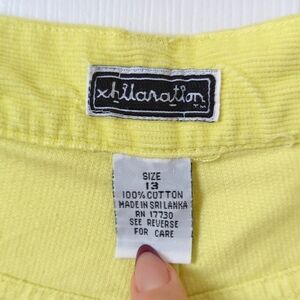 xhilaration
SIZE
13
100% COTTON
MADE IN SRI LANKA
RN 17730
SEE REVERSE
FOR CARE